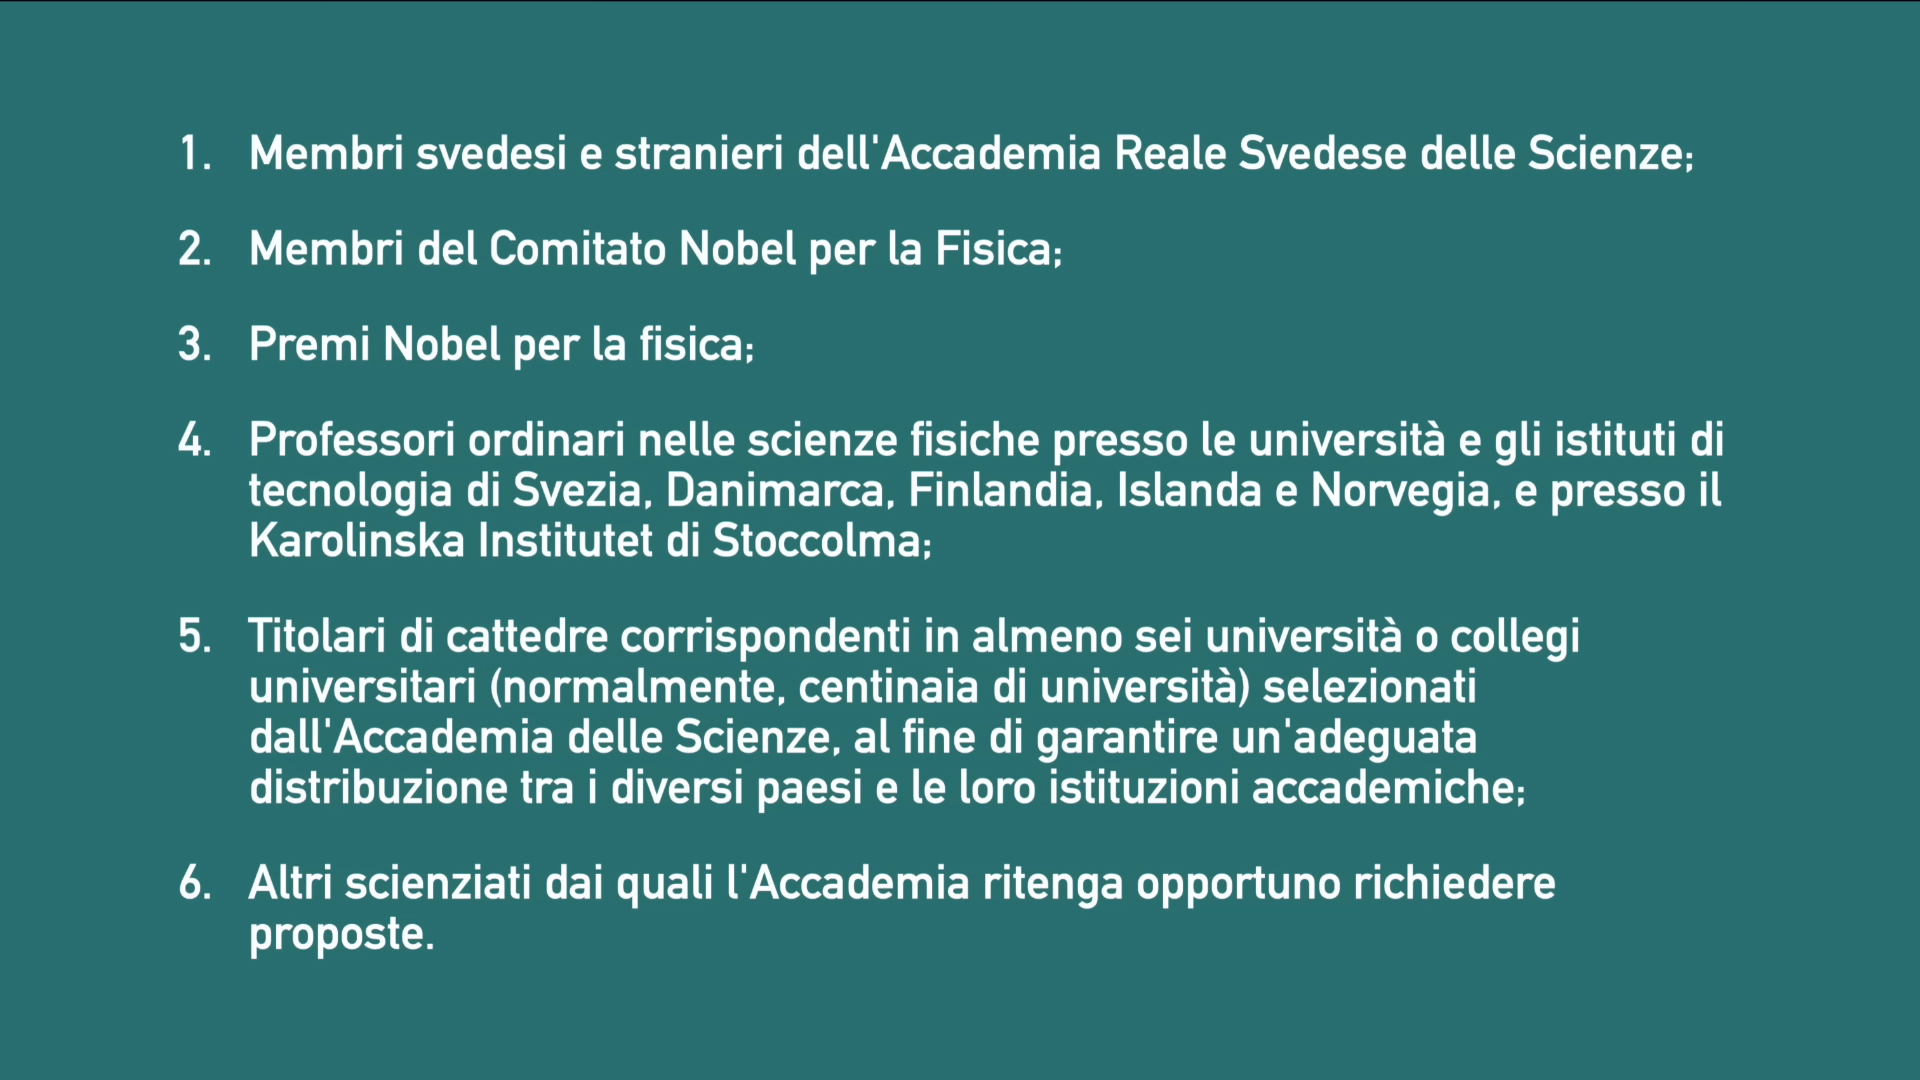 1. Membri svedesi e stranieri dell'Accademia Reale Svedese delle Scienze;
2. Membri del Comitato Nobel per la Fisica;
3. Premi Nobel per la fisica;
4. Professori ordinari nelle scienze fisiche presso le università e gli istituti di
tecnologia di Svezia, Danimarca, Finlandia, Islanda e Norvegia, e presso il
Karolinska Institutet di Stoccolma;
5. Titolari di cattedre corrispondenti in almeno sei università o collegi
universitari (normalmente, centinaia di università) selezionati
dall'Accademia delle Scienze, al fine di garantire un'adeguata
distribuzione tra i diversi paesi e le loro istituzioni accademiche;
6. Altri scienziati dai quali l'Accademia ritenga opportuno richiedere
proposte.